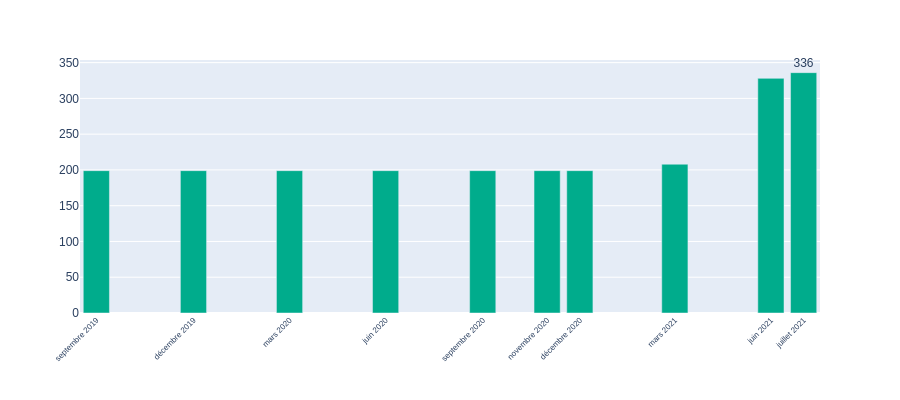 350
336
300
250
200
150
100
50
0
septembre 2019
décembre 2019
mars 2020
juin 2020
septembre 2020
novembre 2020
décembre 2020
mars 2021
juin 2021
juillet 2021